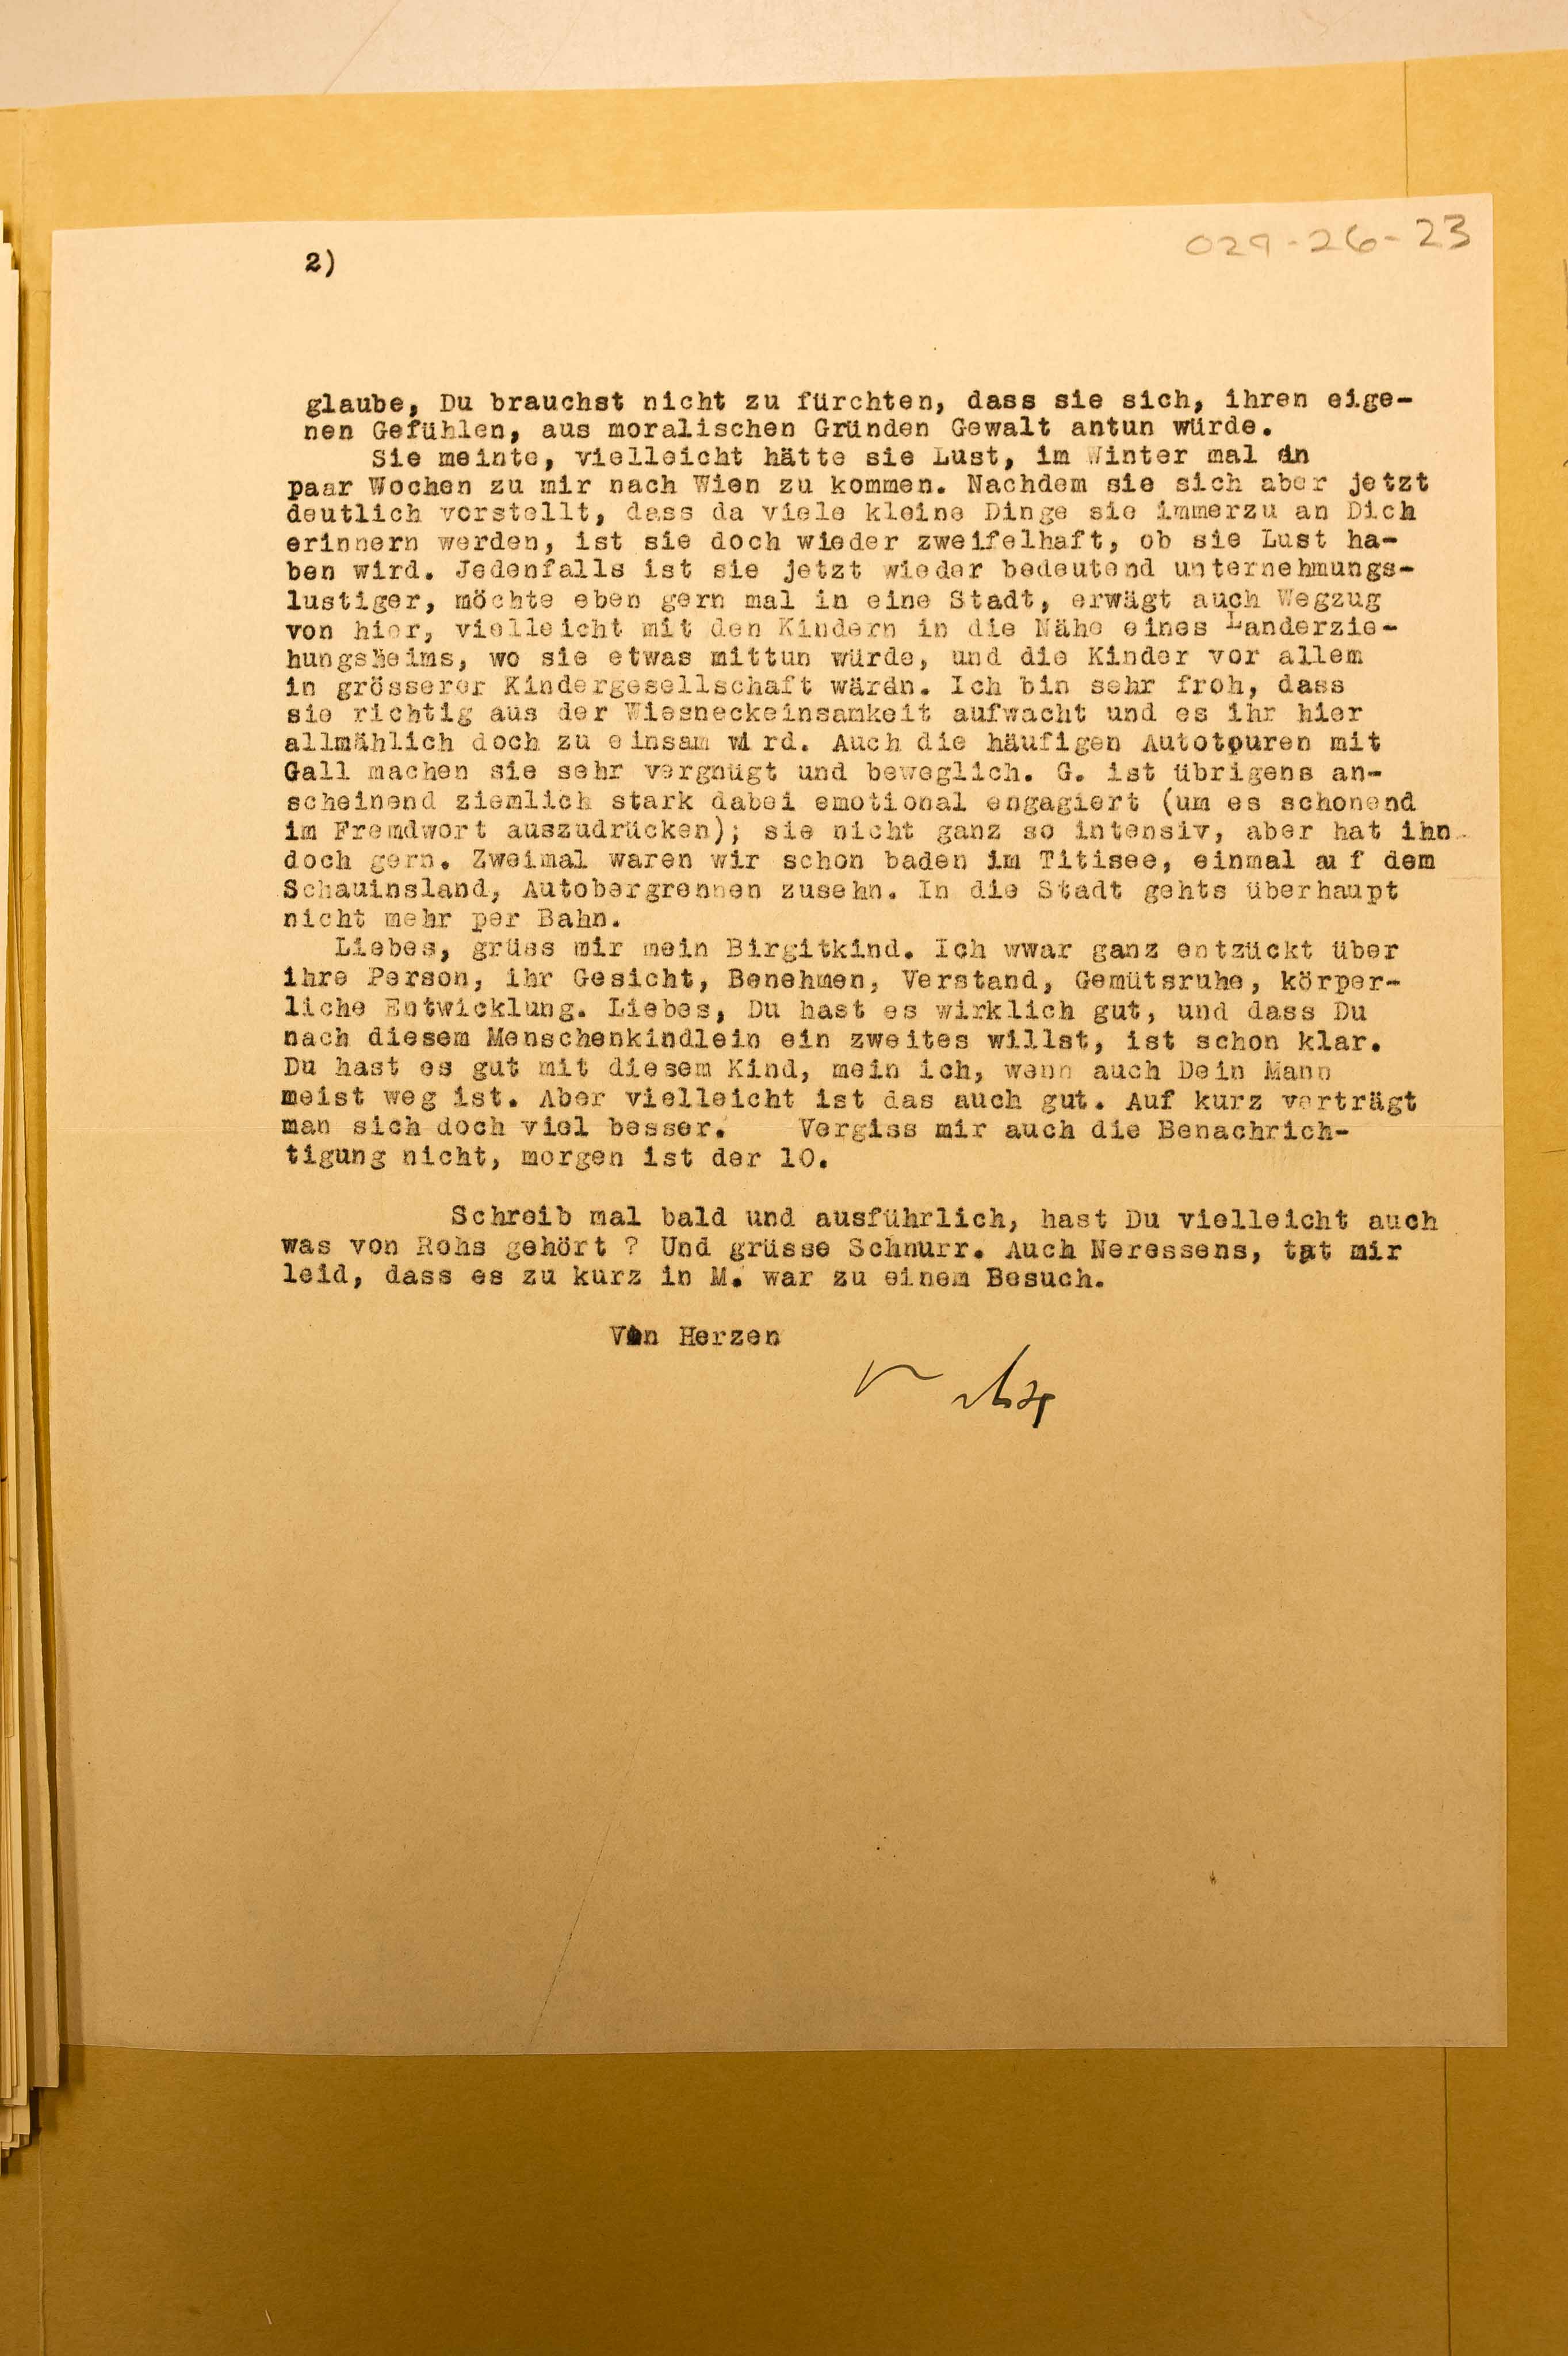 029-26-23
2)
glaube, Du brauchst nicht zu fürchten, dass sie sich, ihren eige-
nen Gefühlen, aus moralischen Gründen Gewalt antun würde.
Sie meinte, vielleicht hätte sie Lust, im Winter mal ein
paar Wochen zu mir nach Wien zu kommen. Nachdem sie sich aber jetzt
deutlich vorstellt, dass da viele kleine Dinge sie immerzu an Dich
erinnern werden, ist sie doch wieder zweifelhaft, ob sie Lust ha-
ben wird. Jedenfalls ist sie jetzt wieder bedeutend unternehmungs-
lustiger, möchte eben gern mal in eine Stadt, erwägt auch Wegzug
von hier, vielleicht mit den Kindern in die Nähe eines Landerzie-
hungsheims, wo sie etwas mittun würde, und die Kinder vor allem
in grösserer Kindergesellschaft wärdn. Ich bin sehr froh, dass
sie richtig aus der Wiesneckeinsamkeit aufwacht und es ihr hier
allmählich doch zu einsam wird. Auch die häufigen Autotouren mit
Gall machen sie sehr vergnügt und beweglich. G. ist übrigens an-
scheinend ziemlich stark dabei emotional engagiert (um es schonend
im Fremdwort auszudrücken); sie nicht ganz so intensiv, aber hat ihn
doch gern. Zweimal waren wir schon baden im Titisee, einmal auf dem
Schauinsland, Autobergrennen zusehn. In die Stadt gehts überhaupt
nicht mehr per Bahn.
Liebes, grüss mir mein Birgitkind. Ich wwar ganz entzückt über
ihre Person, ihr Gesicht, Benehmen, Verstand, Gemütsruhe, körper-
liche Entwicklung. Liebes, Du hast es wirklich gut, und dass Du
nach diesem Menschenkindlein ein zweites willst, ist schon klar.
Du hast es gut mit diesem Kind, mein ich, wenn auch Dein Mann
meist weg ist. Aber vielleicht ist das auch gut. Auf kurz verträgt
man sich doch viel besser. Vergiss mir auch die Benachrich-
tigung nicht, morgen ist der 10.
Schreib mal bald und ausführlich, hast Du vielleicht auch
was von Rohs gehört ? Und grüsse Schnurr. Auch Neressens, tat mir
leid, dass es zu kurz in M. war zu einem Besuch.
Von Herzen